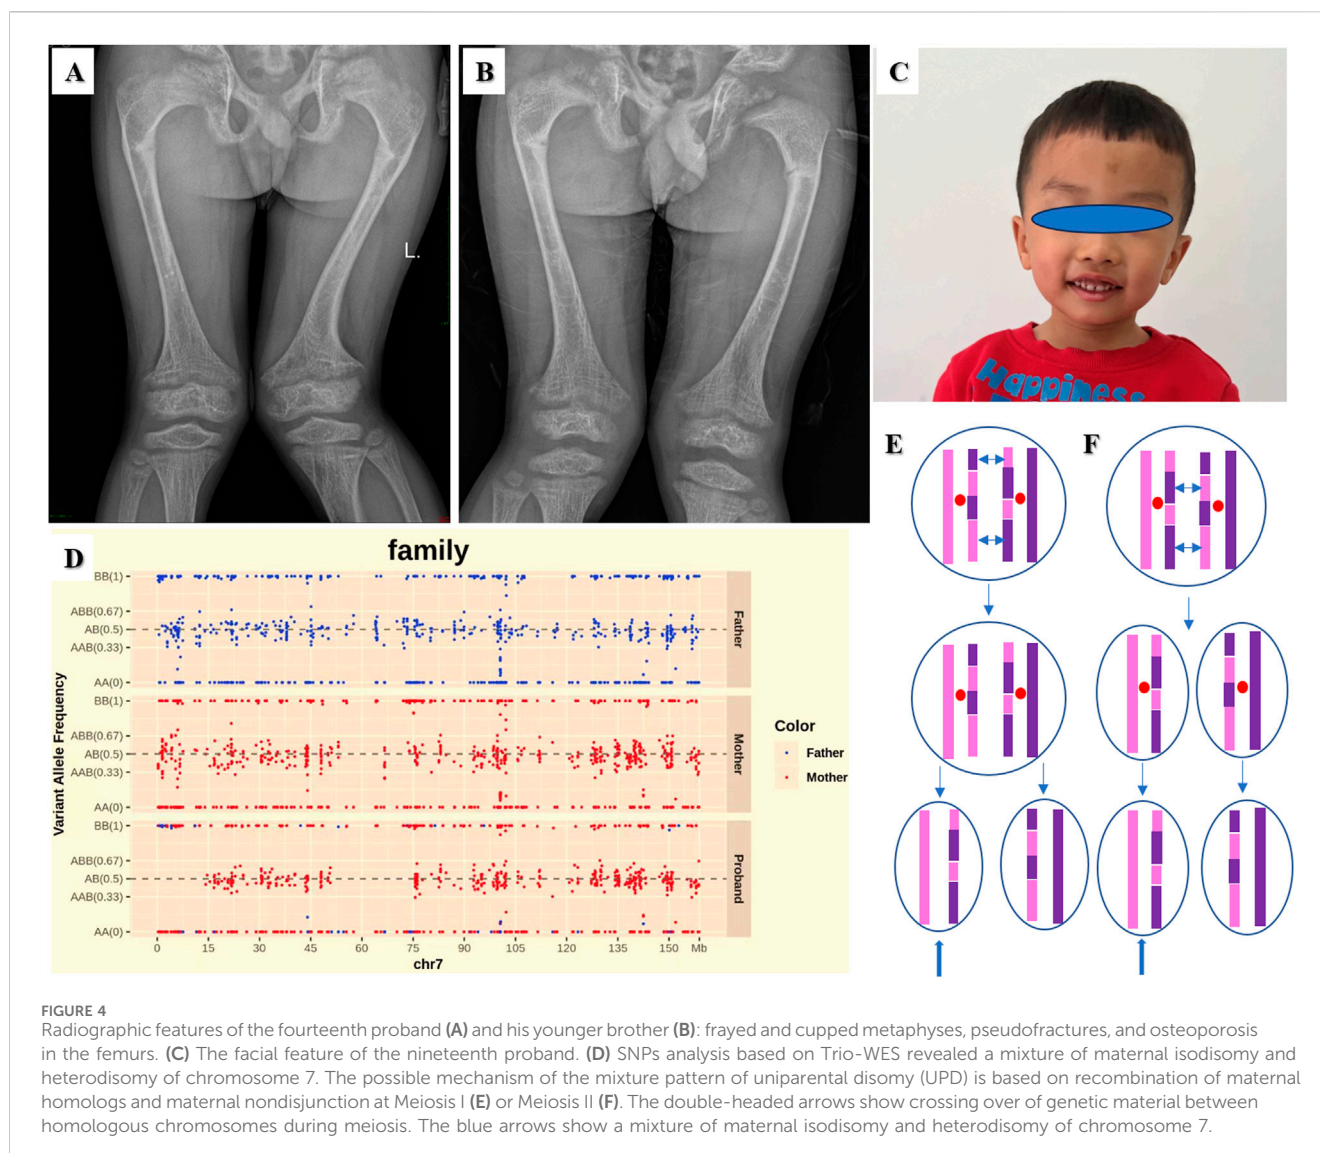 A
B
C
L.
Happiness
E
F
D
family
Variant Allele Frequency
BB(1)
ABB(0.67)
AB(0.5)
AAB(0.33)
AA(0)
Father
BB(1)
ABB(0.67)
AB(0.5)
AAB(0.33)
AA(0)
Mother
BB(1)
ABB(0.67)
AB(0.5)
AAB(0.33)
AA(0)
Proband
0 15 30 45 60 75 90 105 120 135 150 Mb
chr7
Color
Father
Mother
FIGURE 4
Radiographic features of the fourteenth proband (A) and his younger brother (B): frayed and cupped metaphyses, pseudofractures, and osteoporosis
in the femurs. (C) The facial feature of the nineteenth proband. (D) SNPs analysis based on Trio-WES revealed a mixture of maternal isodisomy and
heterodisomy of chromosome 7. The possible mechanism of the mixture pattern of uniparental disomy (UPD) is based on recombination of maternal
homologs and maternal nondisjunction at Meiosis I (E) or Meiosis II (F). The double-headed arrows show crossing over of genetic material between
homologous chromosomes during meiosis. The blue arrows show a mixture of maternal isodisomy and heterodisomy of chromosome 7.